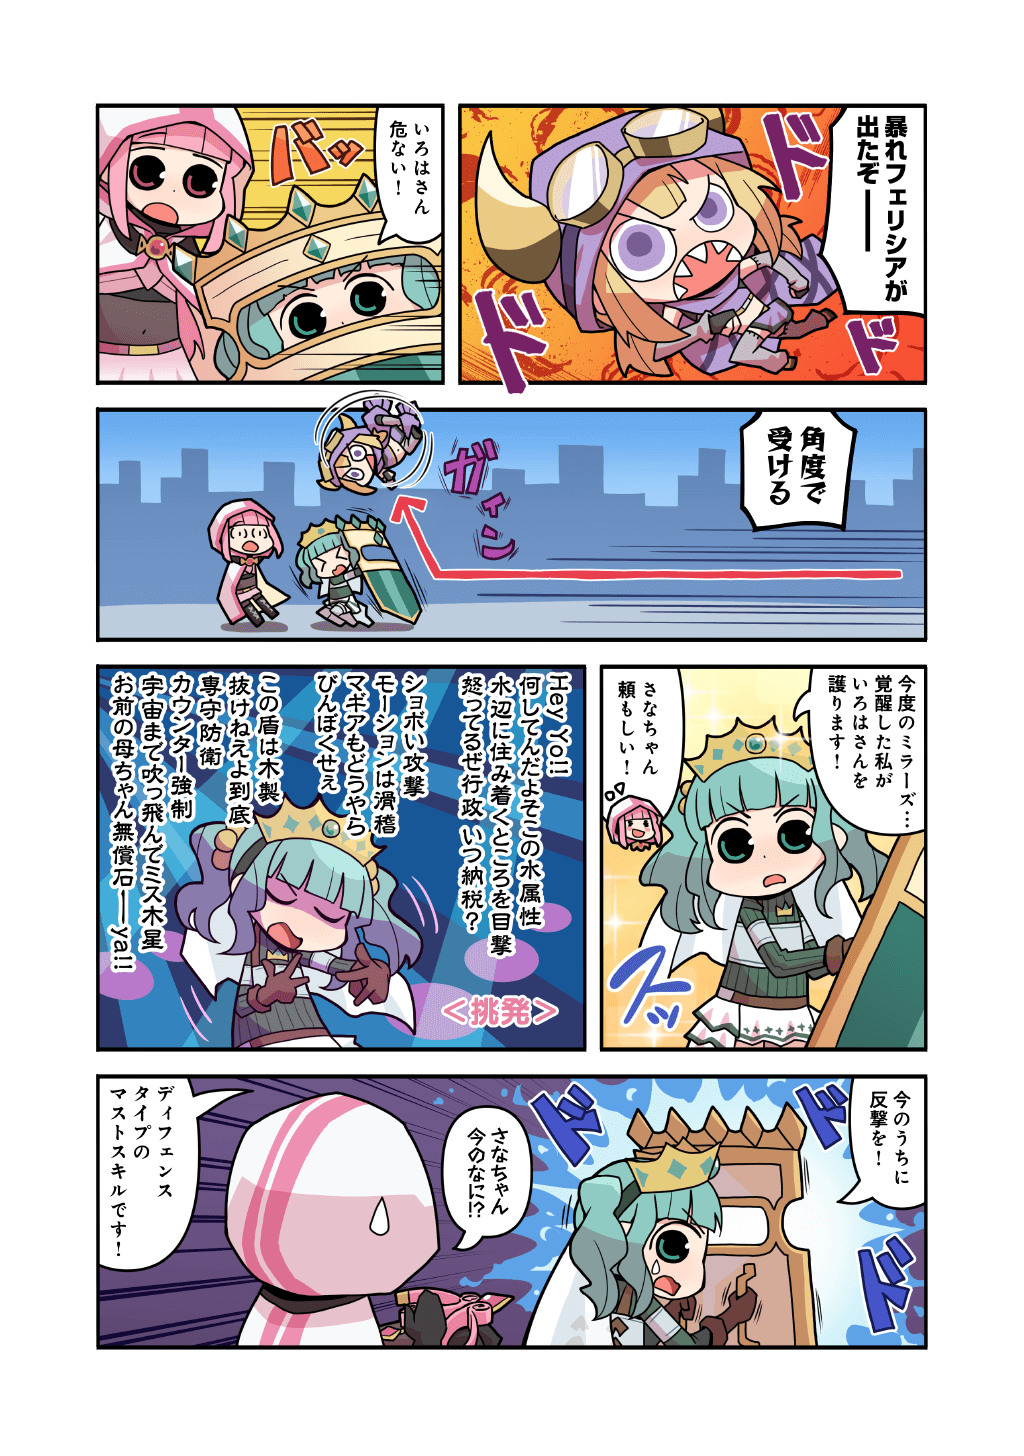 暴れフェリシアが
出たぞ──
ド
ド
ド
いろはさん
危ない！
バッ
角度で
受ける
ガイン
今度のミラーズ…
覚醒した私が
いろはさんを
護ります！
さなちゃん
頼もしい！
スッ
Hey Yo!!
何してんだよそこの水属性
水辺に住み着くところを目撃
怒ってるぜ行政 いつ納税？
ショボい攻撃
モーションは滑稽
マギアもどうやら
びんぼくせえ
この盾は木製
抜けねえよ到底
専守防衛
カウンター強制
宇宙まで吹っ飛んでミス木星
お前の母ちゃん無償石──ya!!
＜挑発＞
今のうちに
反撃を！
ド
ド
ド
さなちゃん
今のなに!?
ディフェンス
タイプの
マストスキルです！